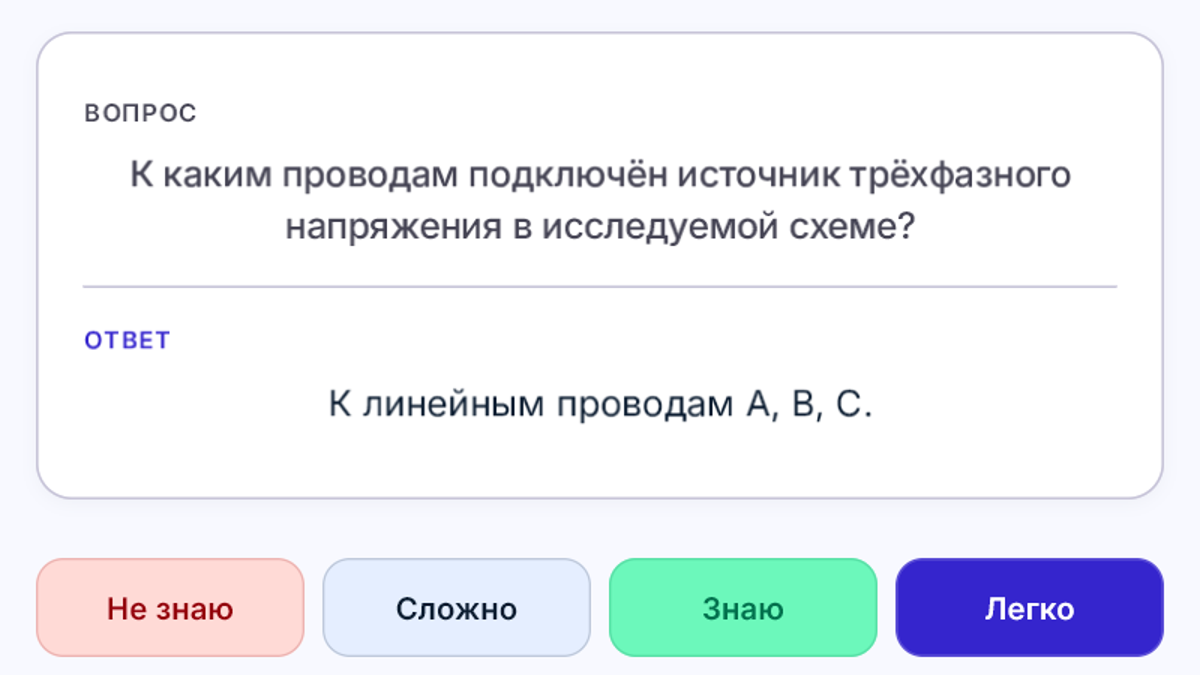 ВОПРОС
К каким проводам подключён источник трёхфазного
напряжения в исследуемой схеме?
ОТВЕТ
К линейным проводам А, В, С.
Не знаю
Сложно
Знаю
Легко